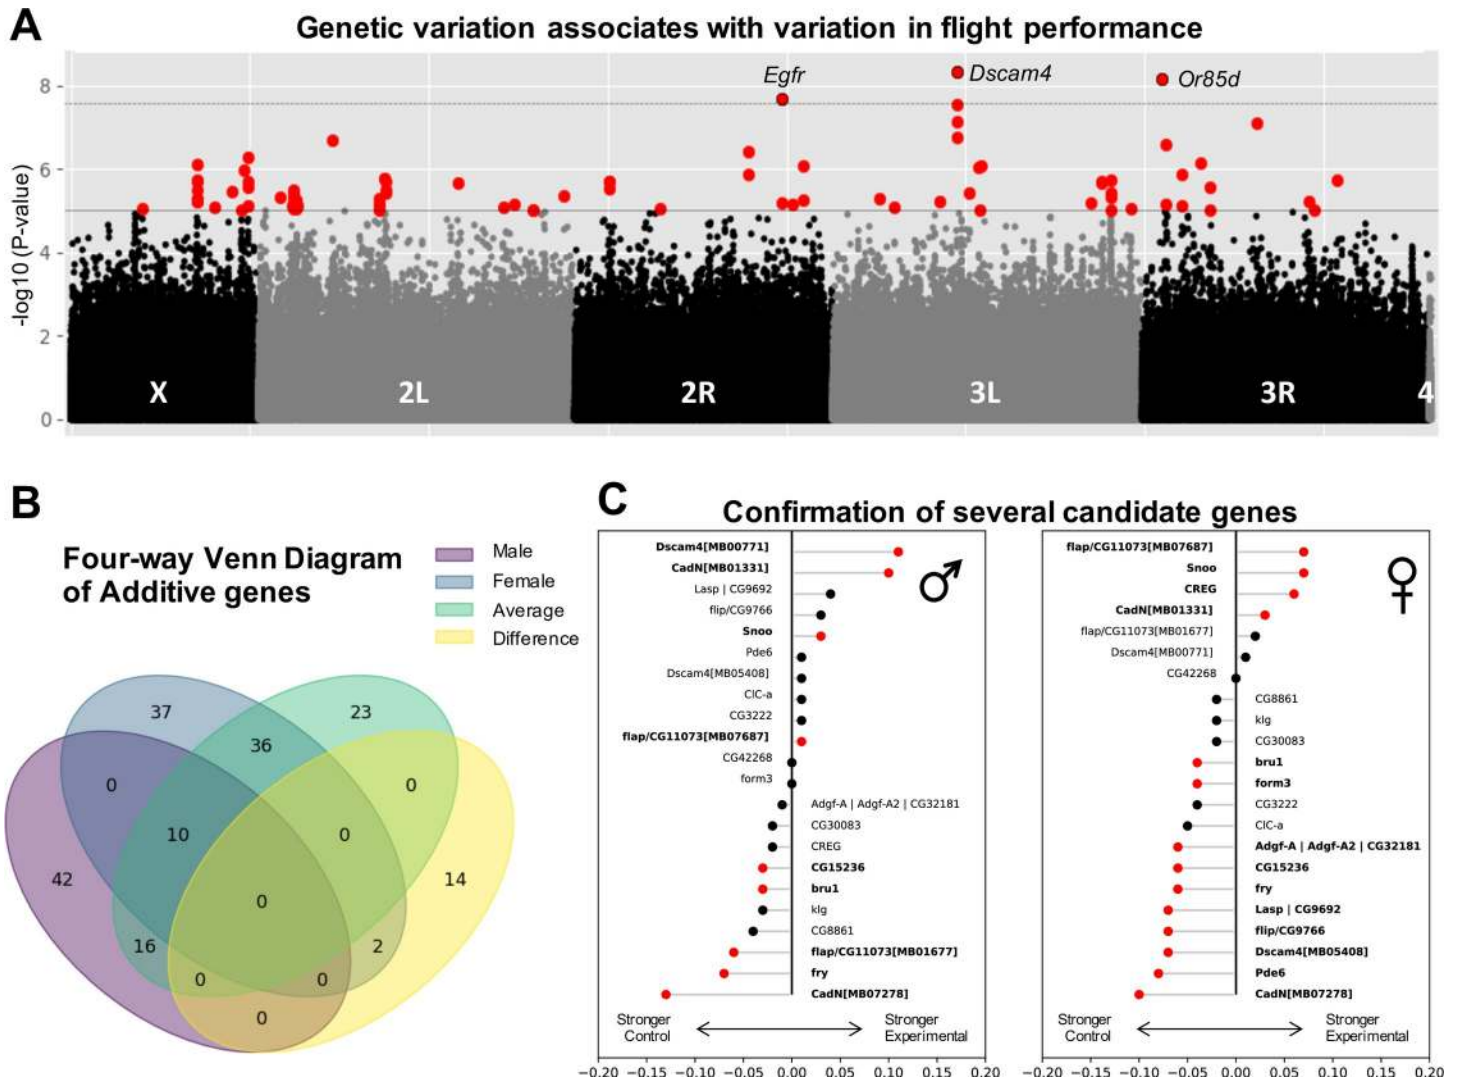 A
Genetic variation associates with variation in flight performance
Egfr
Dscam4
Or85d
-log10 (P-value)
8
6
4
2
0
X
2L
2R
3L
3R
4
B
Four-way Venn Diagram
of Additive genes
Male
Female
Average
Difference
37
23
36
0
0
10
0
42
0
14
16
2
0
0
0
C
Confirmation of several candidate genes
Dscam4[MB00771]
CadN[MB01331]
Lasp | CG9692
flip/CG9766
Snoo
Pde6
Dscam4[MB05408]
ClC-a
CG3222
flap/CG11073[MB07687]
CG42268
form3
Adgf-A | Adgf-A2 | CG32181
CG30083
CREG
CG15236
bru1
klg
CG8861
flap/CG11073[MB01677]
fry
CadN[MB07278]
Stronger
Control
Stronger
Experimental
−0.20 −0.15 −0.10 −0.05 0.00 0.05 0.10 0.15 0.20
flap/CG11073[MB07687]
Snoo
CREG
CadN[MB01331]
flap/CG11073[MB01677]
Dscam4[MB00771]
CG42268
CG8861
klg
CG30083
bru1
form3
CG3222
ClC-a
Adgf-A | Adgf-A2 | CG32181
CG15236
fry
Lasp | CG9692
flip/CG9766
Dscam4[MB05408]
Pde6
CadN[MB07278]
Stronger
Control
Stronger
Experimental
−0.20 −0.15 −0.10 −0.05 0.00 0.05 0.10 0.15 0.20